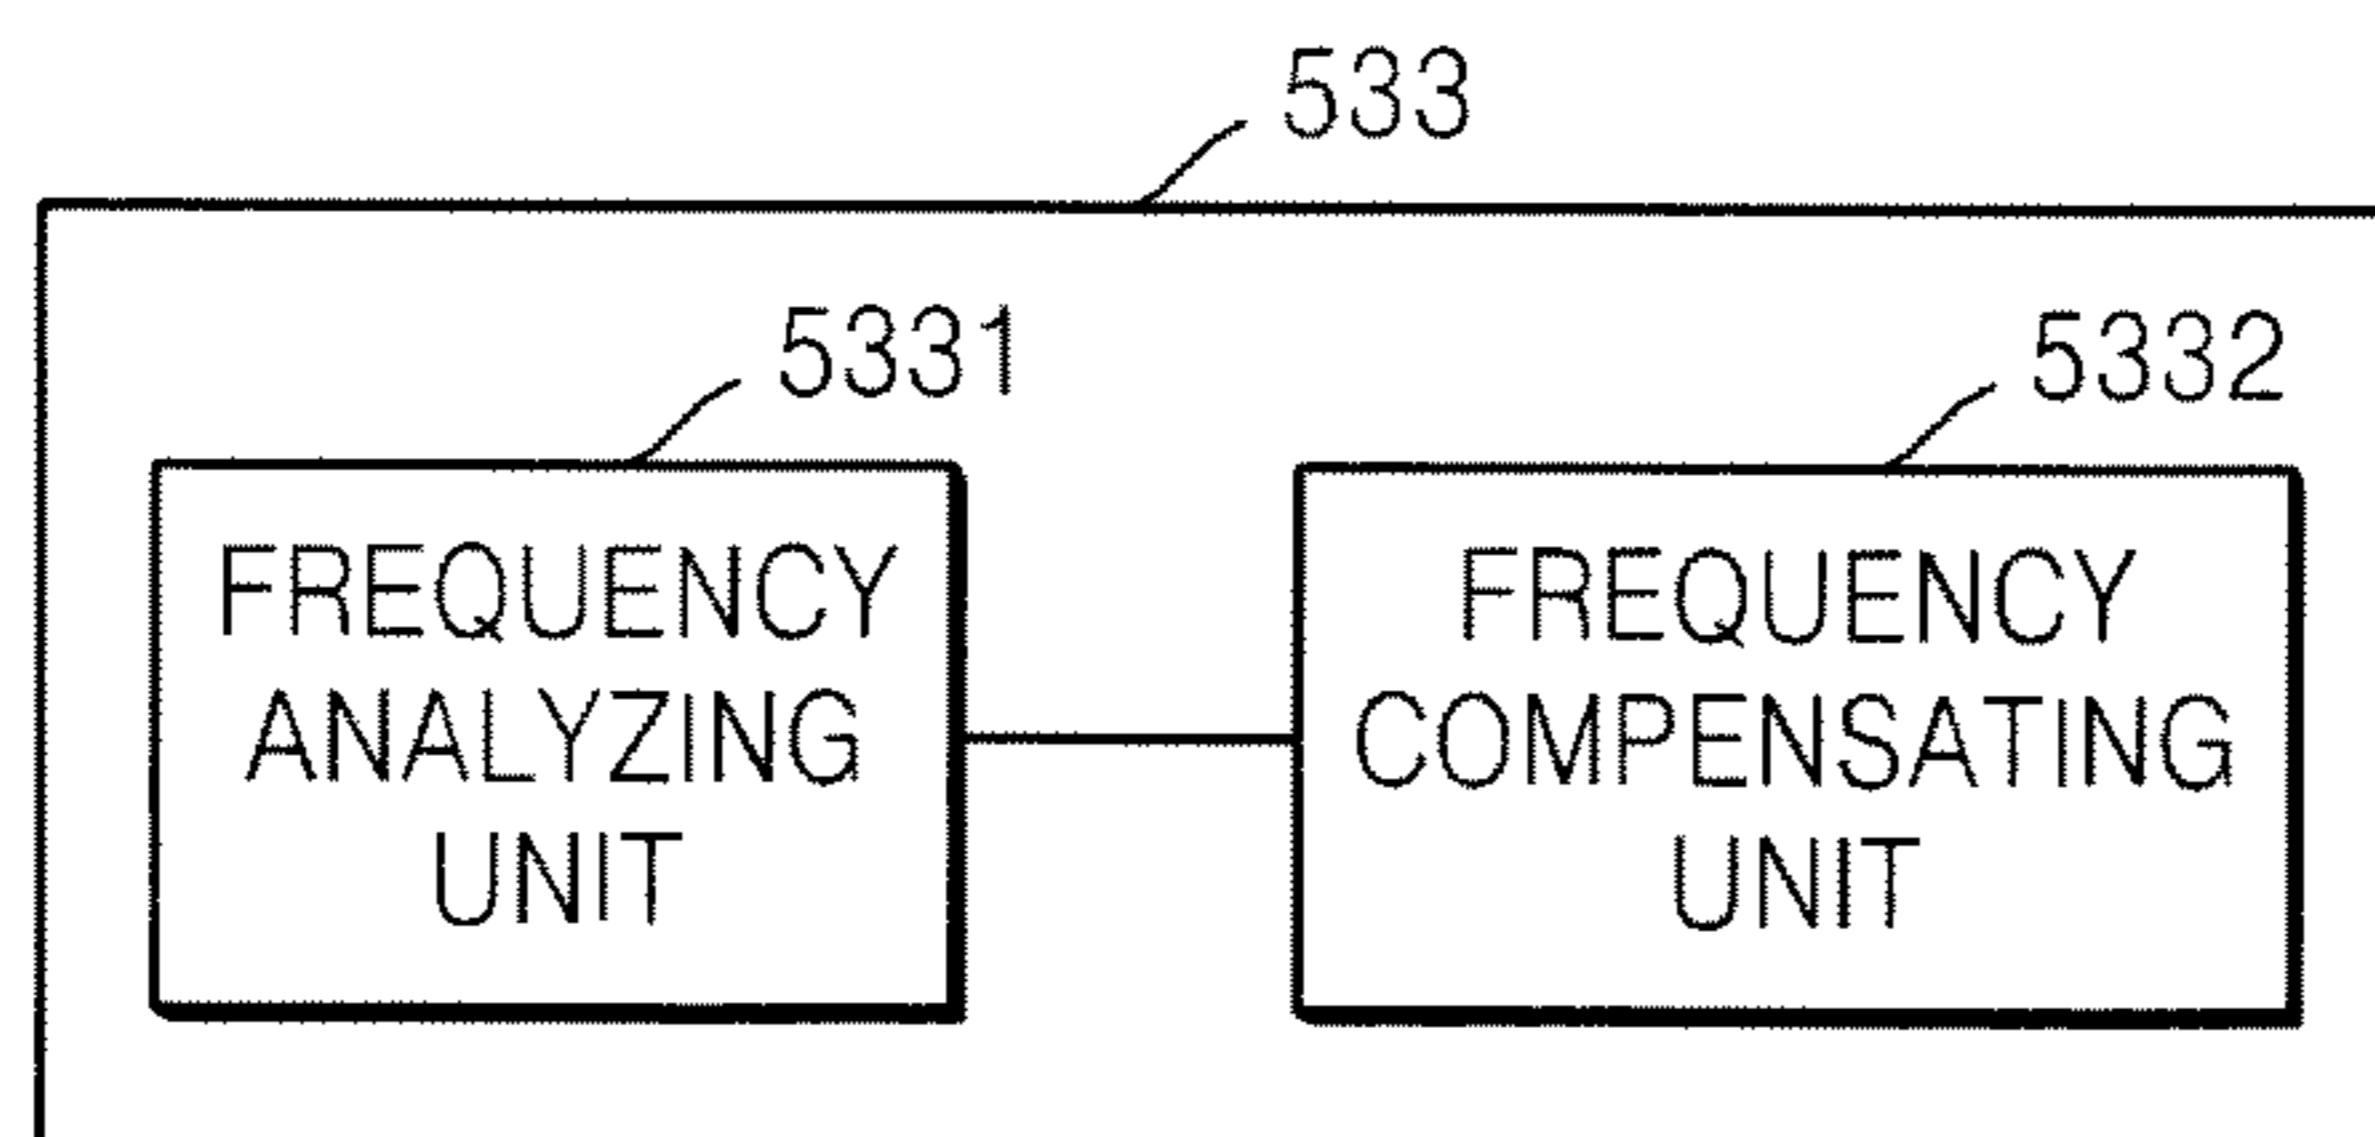 533
5331
5332
FREQUENCY
ANALYZING
UNIT
FREQUENCY
COMPENSATING
UNIT